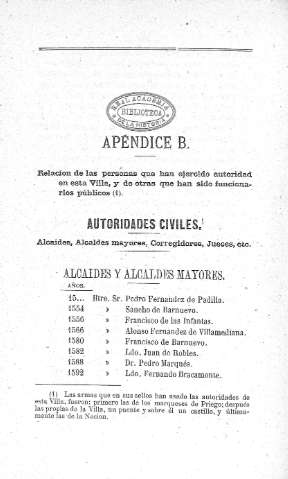 REAL ACADEMIA
BIBLIOTECA
DE LA HISTORIA
APÉNDICE B.
Relacion de las personas que han ejercido autoridad
en esta Villa, y de otras que han sido funciona-
rios públicos (1).
AUTORIDADES CIVILES,
Alcaides, Alcaldes mayores, Corregidores, Jueces, etc.
ALCAIDES Y ALCALDES MAYORES.
AÑOS.
15... Iltre. Sr. Pedro Fernandez de Padilla.
1554 » Sancho de Barnuevo.
1556 » Francisco de las Infantas.
1566 » Alonso Fernandez de Villamediana.
1580 » Francisco de Barnuevo.
1582 » Ldo. Juan de Robles.
1588 » Dr. Pedro Marqués.
1592 » Ldo. Fernando Bracamonte.
(1) Las armas que en sus sellos han usado las autoridades de
esta Villa, fueron: primero las de los marqueses de Priego; después
las propias de la Villa, un puente y sobre él un castillo, y última-
mente las de la Nacion.